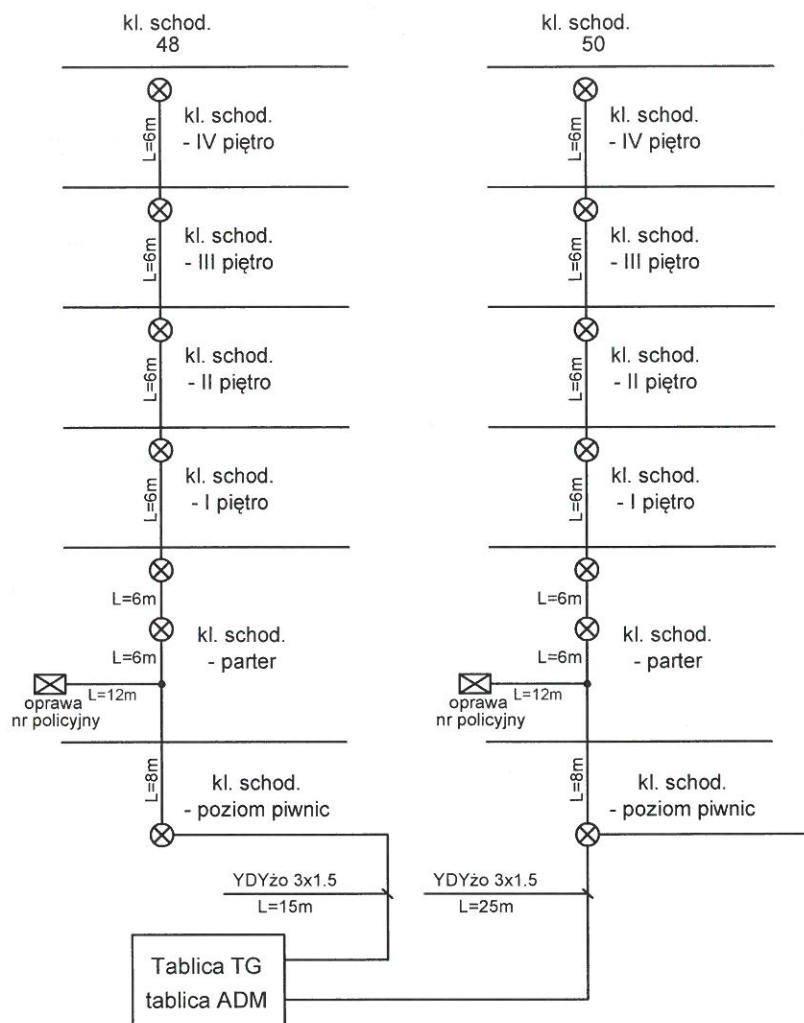 kl. schod.
48
kl. schod.
50
L=6m
kl. schod.
- IV piętro
L=6m
kl. schod.
- IV piętro
L=6m
kl. schod.
- III piętro
L=6m
kl. schod.
- III piętro
L=6m
kl. schod.
- II piętro
L=6m
kl. schod.
- II piętro
L=6m
kl. schod.
- I piętro
L=6m
kl. schod.
- I piętro
L=6m
L=6m
kl. schod.
- parter
L=12m
oprawa
nr policyjny
L=6m
L=6m
kl. schod.
- parter
L=12m
oprawa
nr policyjny
L=8m
kl. schod.
- poziom piwnic
L=8m
kl. schod.
- poziom piwnic
YDYżo 3x1.5
L=15m
YDYżo 3x1.5
L=25m
Tablica TG
tablica ADM